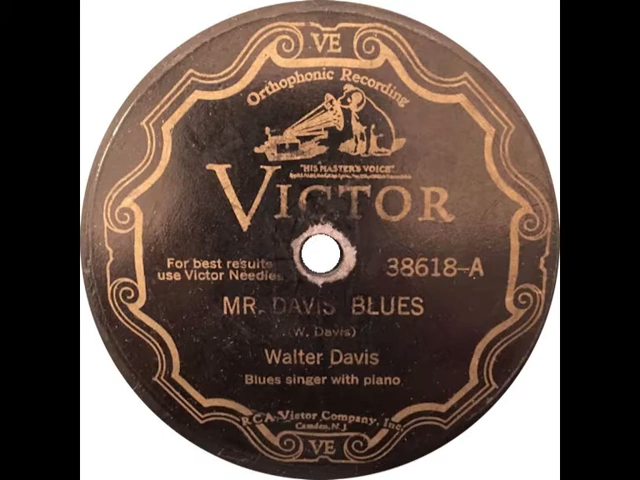 VE
Orthophonic Recording
"HIS MASTER'S VOICE"
VICTOR
For best results
use Victor Needles
38618-A
MR. DAVIS BLUES
(W. Davis)
Walter Davis
Blues singer with piano
RCA Victor Company, Inc.
Camden, N.J.
VE